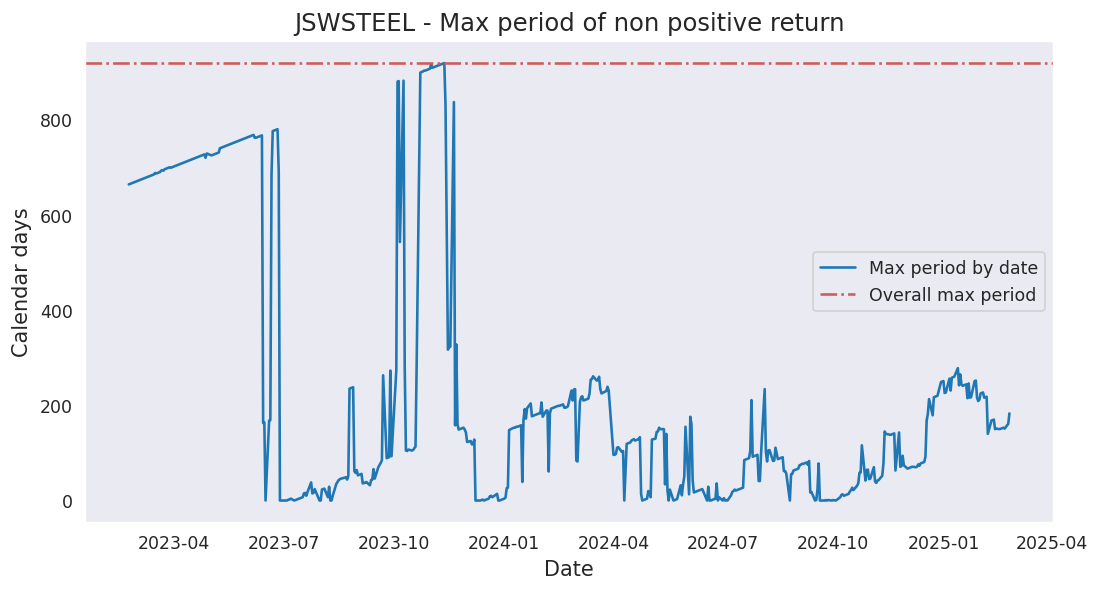 JSWSTEEL - Max period of non positive return
Calendar days
800
600
400
200
0
Max period by date
Overall max period
2023-04
2023-07
2023-10
2024-01
2024-04
2024-07
2024-10
2025-01
2025-04
Date